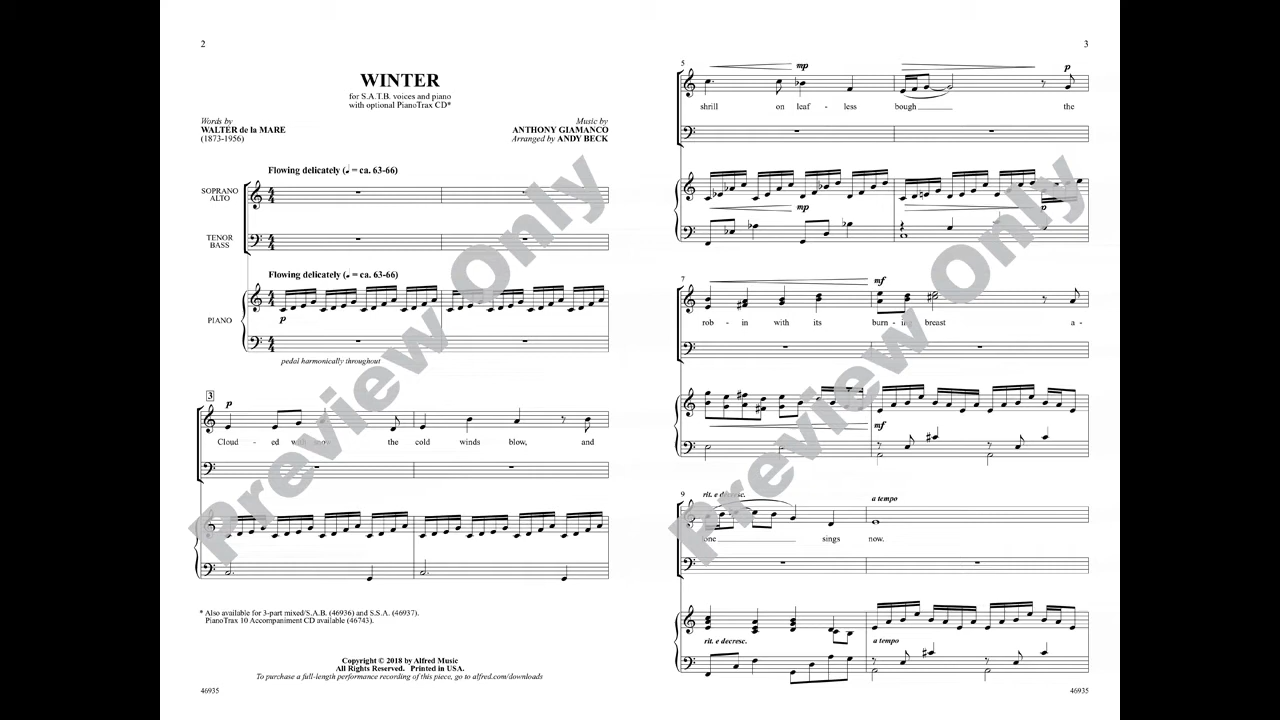 2
WINTER
for S.A.T.B. voices and piano
with optional PianoTrax CD*
Words by
WALTER de la MARE
(1873-1956)
Music by
ANTHONY GIAMANCO
Arranged by ANDY BECK
Flowing delicately (♩ = ca. 63-66)
SOPRANO
ALTO
TENOR
BASS
Flowing delicately (♩ = ca. 63-66)
PIANO
p
pedal harmonically throughout
3
p
Cloud - ed with snow the cold winds blow, and
* Also available for 3-part mixed/S.A.B. (46936) and S.S.A. (46937).
PianoTrax 10 Accompaniment CD available (46743).
Copyright © 2018 by Alfred Music
All Rights Reserved. Printed in USA.
To purchase a full-length performance recording of this piece, go to alfred.com/downloads
46935
Preview Only
3
5
mp
p
shrill on leaf - less bough the
mp
p
7
mf
rob - in with its burn - ing breast a -
mf
9
rit. e decresc.
a tempo
lone sings now.
rit. e decresc.
a tempo
46935
Preview Only